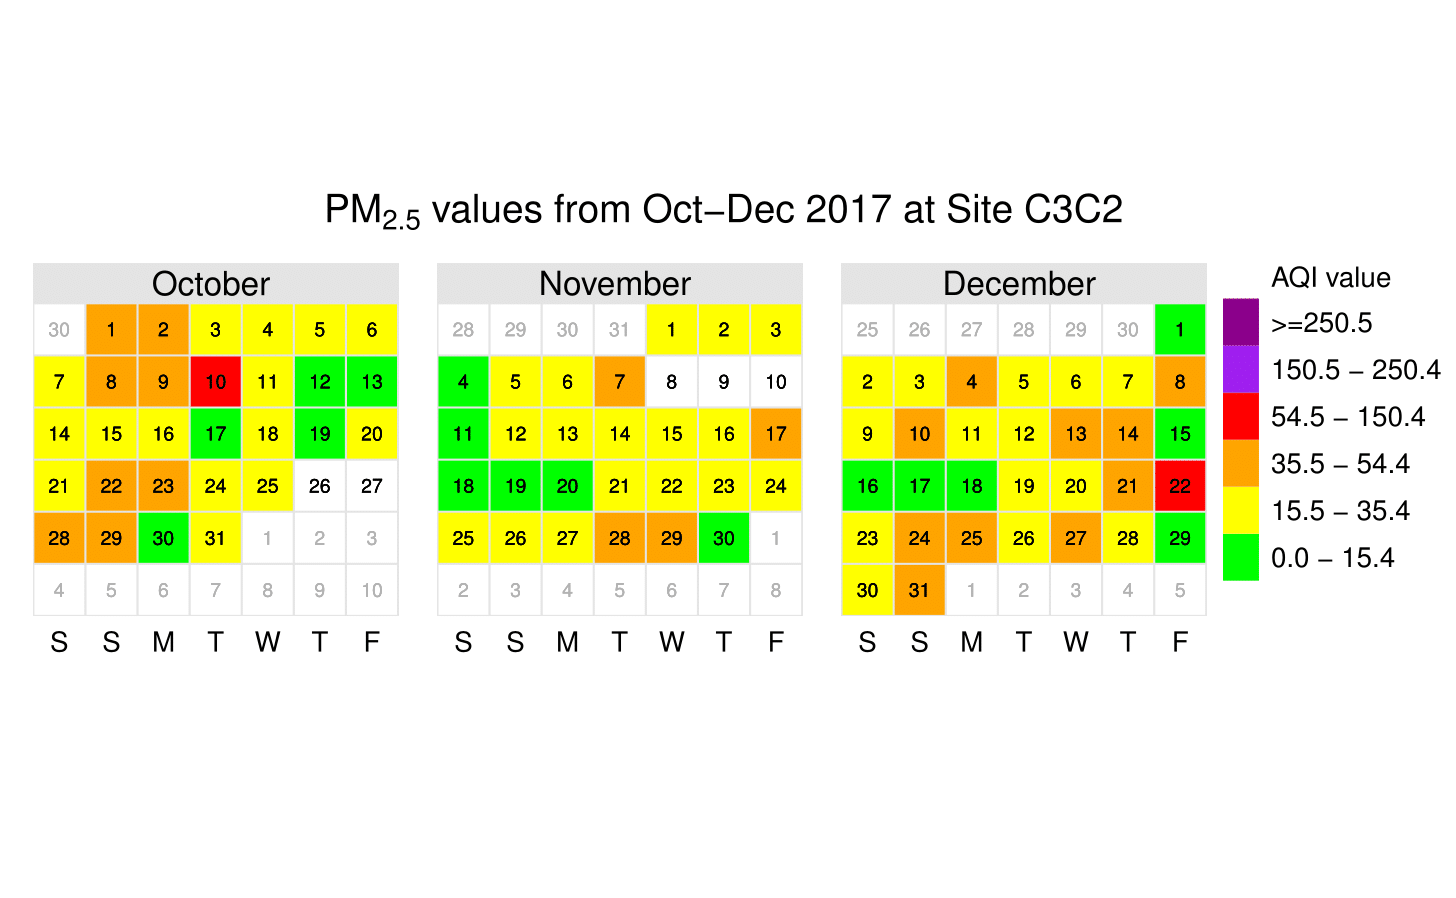 PM2.5 values from Oct−Dec 2017 at Site C3C2
October
30 1 2 3 4 5 6
7 8 9 10 11 12 13
14 15 16 17 18 19 20
21 22 23 24 25 26 27
28 29 30 31 1 2 3
4 5 6 7 8 9 10
S S M T W T F
November
28 29 30 31 1 2 3
4 5 6 7 8 9 10
11 12 13 14 15 16 17
18 19 20 21 22 23 24
25 26 27 28 29 30 1
2 3 4 5 6 7 8
S S M T W T F
December
25 26 27 28 29 30 1
2 3 4 5 6 7 8
9 10 11 12 13 14 15
16 17 18 19 20 21 22
23 24 25 26 27 28 29
30 31 1 2 3 4 5
S S M T W T F
AQI value
>=250.5
150.5 − 250.4
54.5 − 150.4
35.5 − 54.4
15.5 − 35.4
0.0 − 15.4